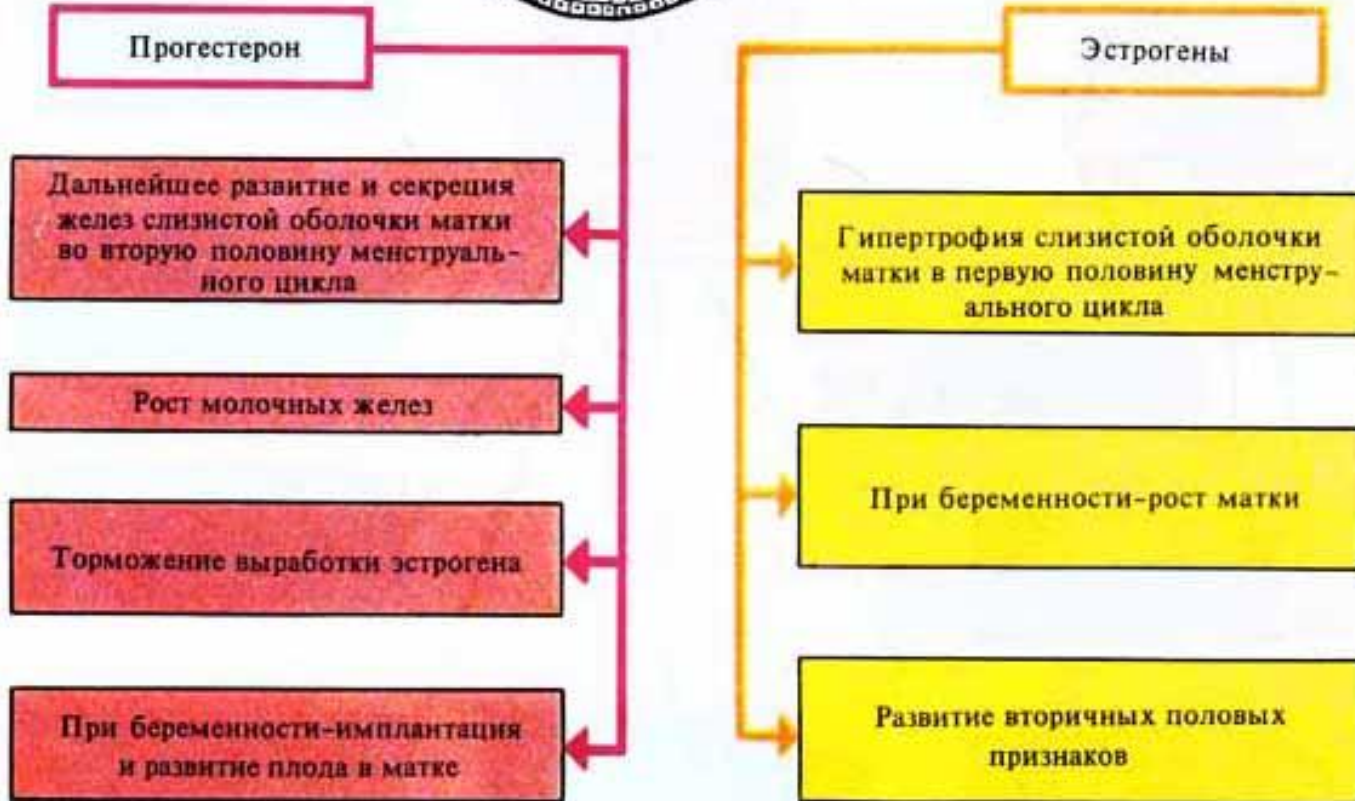 Прогестерон
Дальнейшее развитие и секреция
желез слизистой оболочки матки
во вторую половину менструаль-
ного цикла
Рост молочных желез
Торможение выработки эстрогена
При беременности-имплантация
и развитие плода в матке
Эстрогены
Гипертрофия слизистой оболочки
матки в первую половину менстру-
ального цикла
При беременности-рост матки
Развитие вторичных половых
признаков